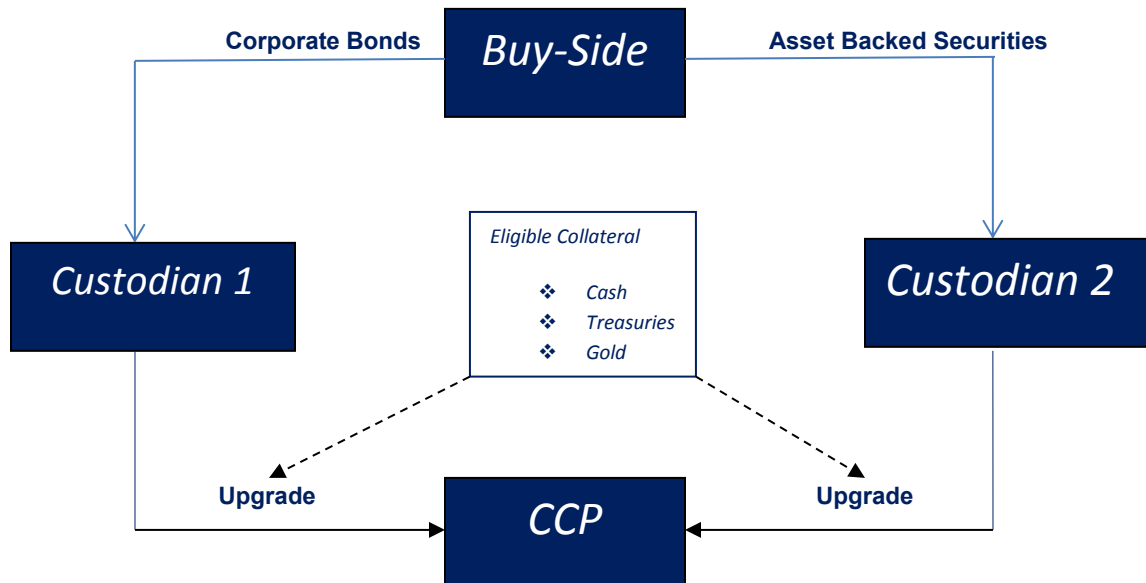 Corporate Bonds
Buy-Side
Asset Backed Securities
Custodian 1
Eligible Collateral
❖ Cash
❖ Treasuries
❖ Gold
Custodian 2
Upgrade
CCP
Upgrade